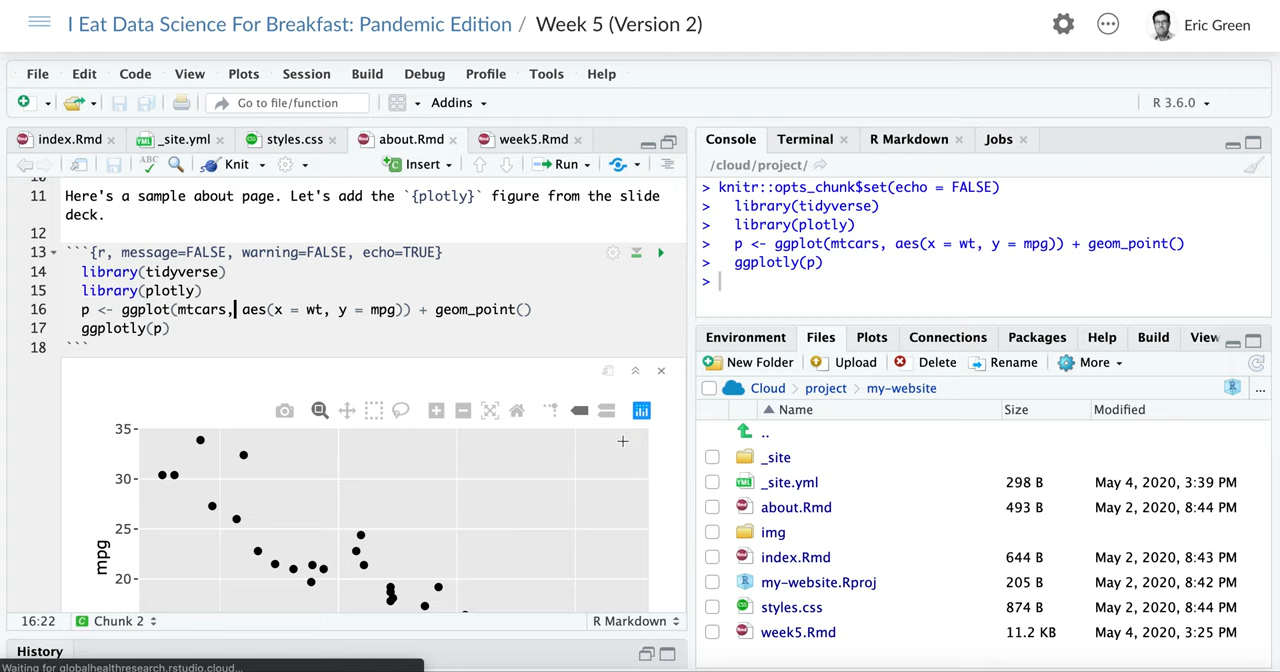 I Eat Data Science For Breakfast: Pandemic Edition / Week 5 (Version 2)
Eric Green
File Edit Code View Plots Session Build Debug Profile Tools Help
Go to file/function
Addins
R 3.6.0
index.Rmd
_site.yml
styles.css
about.Rmd
week5.Rmd
ABC
Knit
Insert
Run
11 Here's a sample about page. Let's add the `{plotly}` figure from the slide
deck.
12
13 ```{r, message=FALSE, warning=FALSE, echo=TRUE}
14 library(tidyverse)
15 library(plotly)
16 p <- ggplot(mtcars, aes(x = wt, y = mpg)) + geom_point()
17 ggplotly(p)
18 ```
35
30
25
20
mpg
16:22
Chunk 2
R Markdown
History
Waiting for globalhealthresearch.rstudio.cloud...
Console Terminal R Markdown Jobs
/cloud/project/
> knitr::opts_chunk$set(echo = FALSE)
> library(tidyverse)
> library(plotly)
> p <- ggplot(mtcars, aes(x = wt, y = mpg)) + geom_point()
> ggplotly(p)
>
Environment Files Plots Connections Packages Help Build View
New Folder Upload Delete Rename More
Cloud project my-website
Name Size Modified
..
_site
_site.yml 298 B May 4, 2020, 3:39 PM
about.Rmd 493 B May 2, 2020, 8:44 PM
img
index.Rmd 644 B May 2, 2020, 8:43 PM
my-website.Rproj 205 B May 2, 2020, 8:42 PM
styles.css 874 B May 2, 2020, 8:44 PM
week5.Rmd 11.2 KB May 4, 2020, 3:25 PM